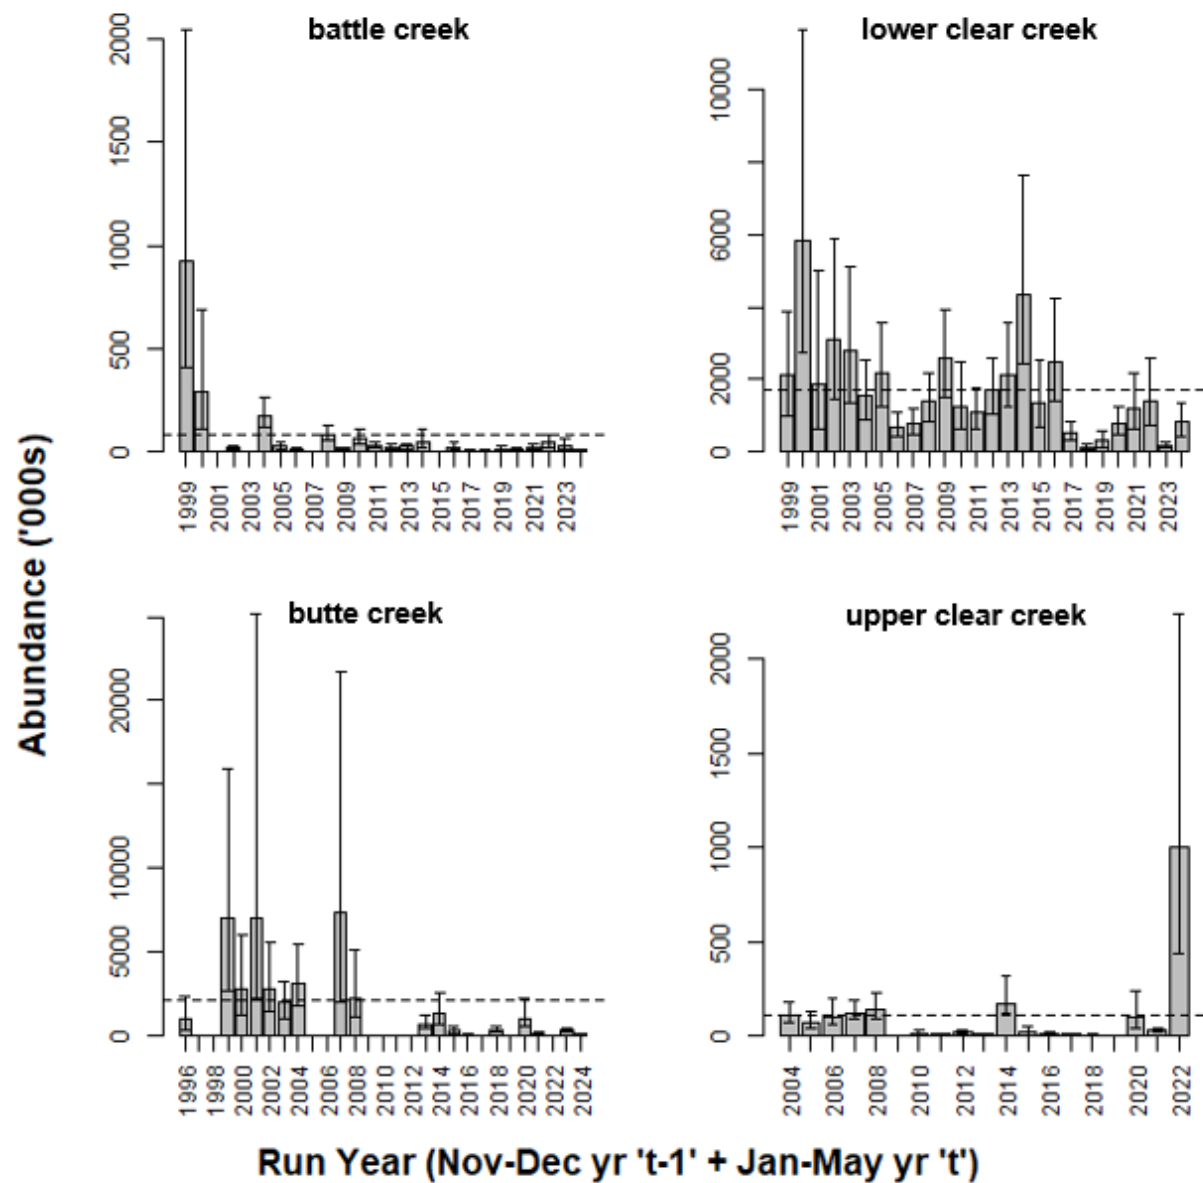 battle creek
2000
1500
1000
500
0
1999 2001 2003 2005 2007 2009 2011 2013 2015 2017 2019 2021 2023
lower clear creek
10000
6000
2000
0
1999 2001 2003 2005 2007 2009 2011 2013 2015 2017 2019 2021 2023
Abundance ('000s)
butte creek
20000
10000
5000
0
1996 1998 2000 2002 2004 2006 2008 2010 2012 2014 2016 2018 2020 2022 2024
upper clear creek
2000
1500
1000
500
0
2004 2006 2008 2010 2012 2014 2016 2018 2020 2022
Run Year (Nov-Dec yr 't-1' + Jan-May yr 't')